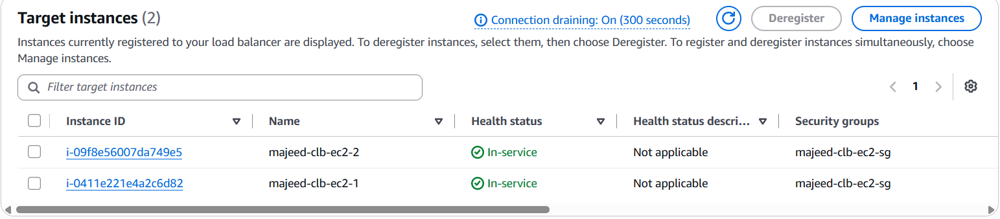 Target instances (2)
Connection draining: On (300 seconds)
Deregister
Manage instances
Instances currently registered to your load balancer are displayed. To deregister instances, select them, then choose Deregister. To register and deregister instances simultaneously, choose
Manage instances.
Filter target instances
1
Instance ID Name Health status Health status descri... Security groups
i-09f8e56007da749e5 majeed-clb-ec2-2 In-service Not applicable majeed-clb-ec2-sg
i-0411e221e4a2c6d82 majeed-clb-ec2-1 In-service Not applicable majeed-clb-ec2-sg